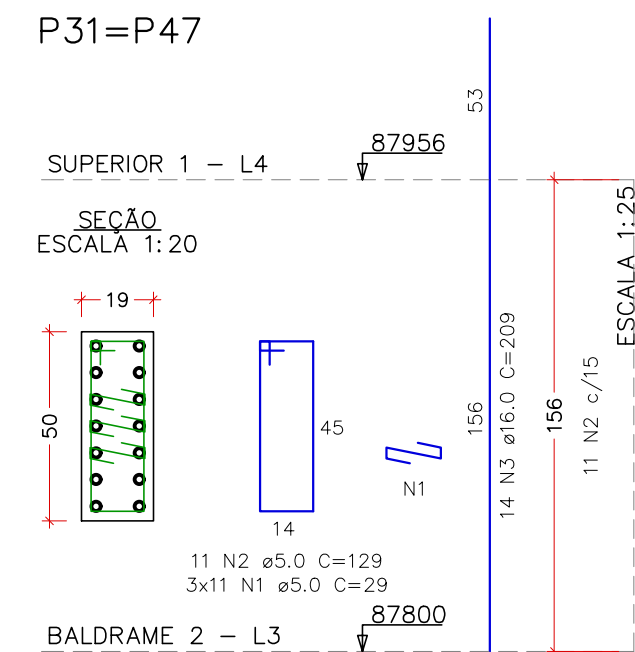 P31=P47
53
87956
SUPERIOR 1 - L4
SEÇÃO
ESCALA 1:20
ESCALA 1:25
19
50
45
14
N1
156
14 N3 ø16.0 C=209
156
11 N2 c/15
11 N2 ø5.0 C=129
3x11 N1 ø5.0 C=29
87800
BALDRAME 2 - L3